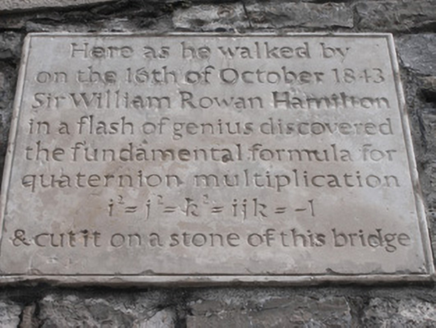 Here as he walked by
on the 16th of October 1843
Sir William Rowan Hamilton
in a flash of genius discovered
the fundamental formula for
quaternion multiplication
i² = j² = k² = ijk = -1
& cut it on a stone of this bridge